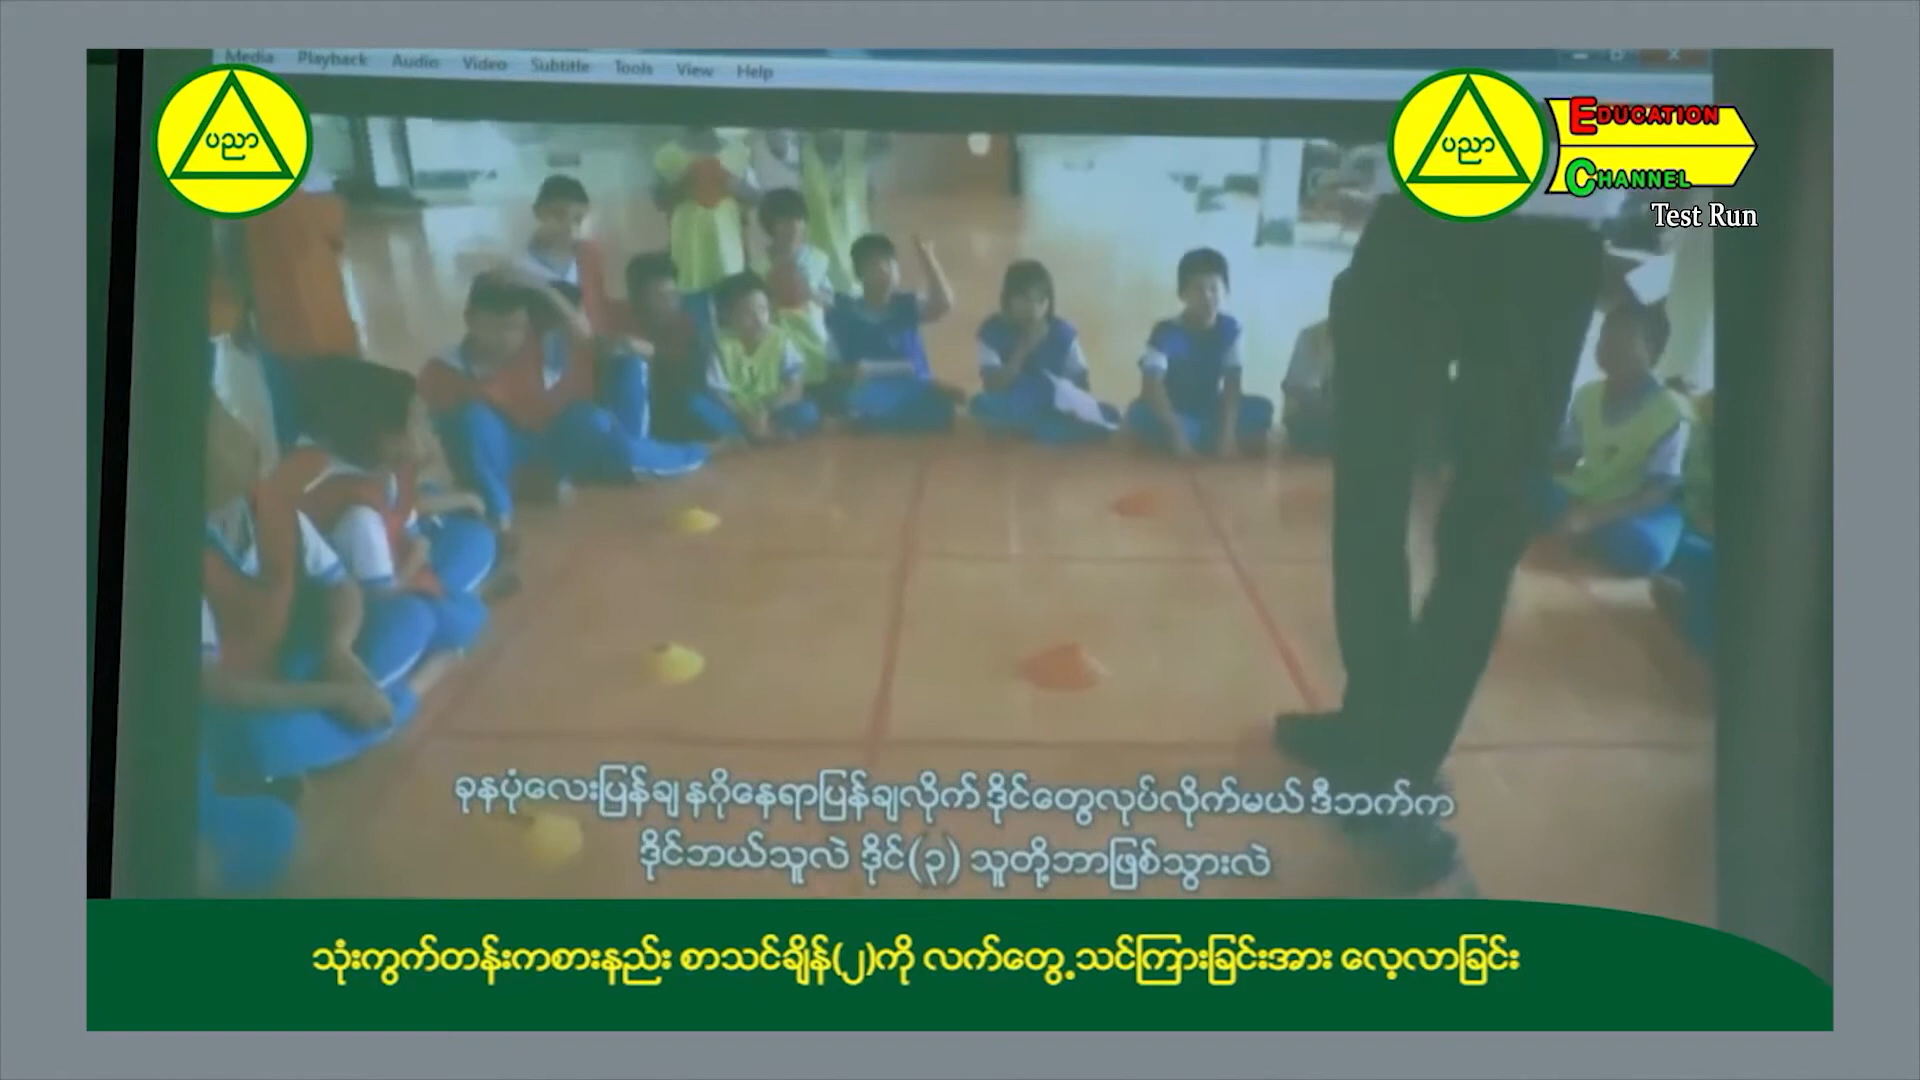 Media Playback Audio Video Subtitle Tools View Help
ပညာ
ပညာ
EDUCATION
CHANNEL
Test Run
ခုနပုံလေးပြန်ချ နဂိုနေရာပြန်ချလိုက် ဒိုင်တွေလုပ်လိုက်မယ် ဒီဘက်က
ဒိုင်ဘယ်သူလဲ ဒိုင်(၃) သူတို့ဘာဖြစ်သွားလဲ
သုံးကွက်တန်းကစားနည်း စာသင်ချိန်(၂)ကို လက်တွေ့သင်ကြားခြင်းအား လေ့လာခြင်း